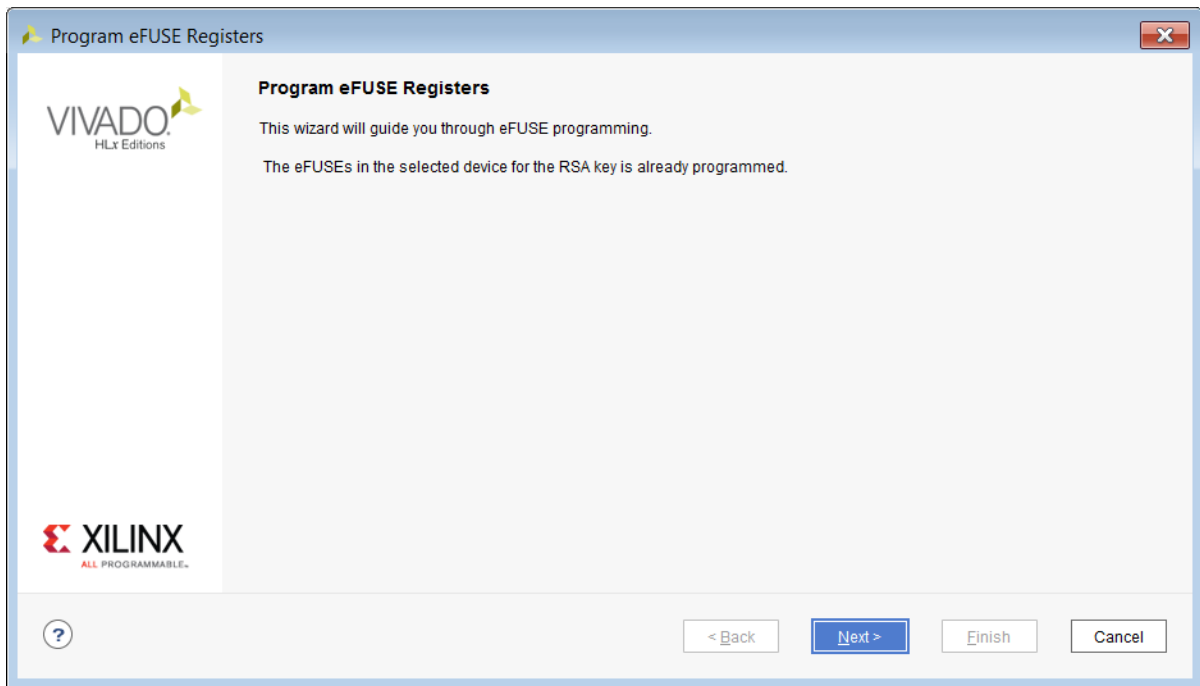 Program eFUSE Registers
VIVADO.
HLx Editions
Program eFUSE Registers
This wizard will guide you through eFUSE programming.
The eFUSEs in the selected device for the RSA key is already programmed.
XILINX
ALL PROGRAMMABLE™
?
< Back
Next >
Finish
Cancel